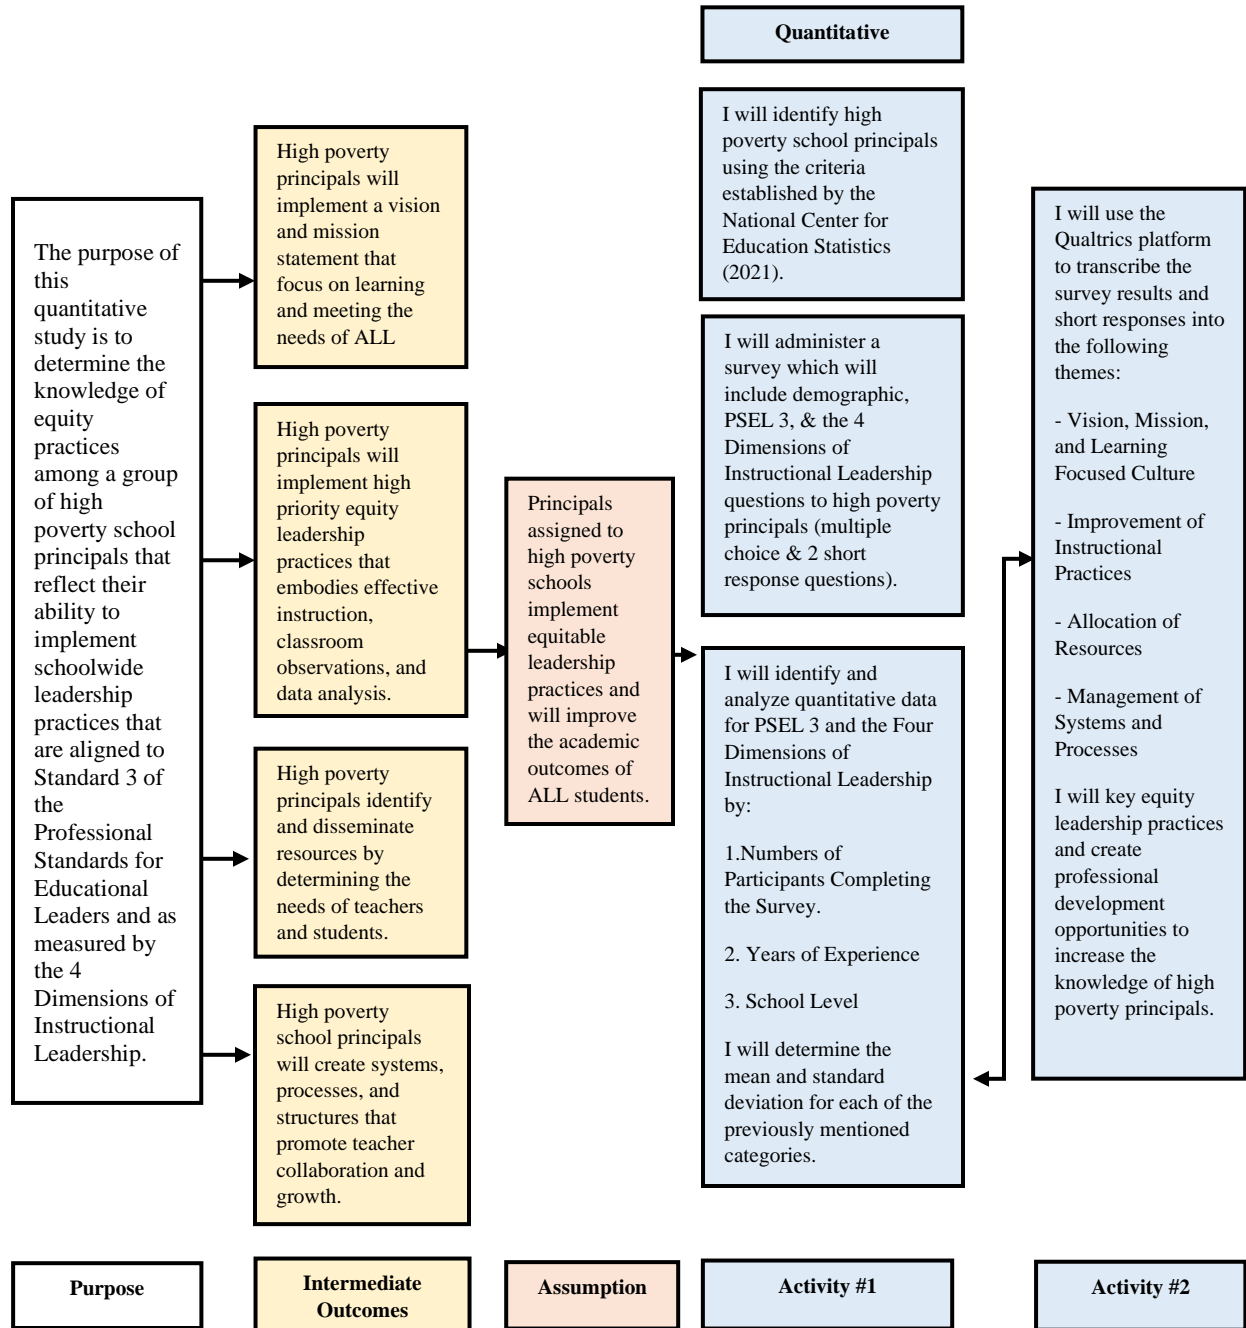 Quantitative
I will identify high
poverty school principals
using the criteria
established by the
National Center for
Education Statistics
(2021).
High poverty
principals will
implement a vision
and mission
statement that
focus on learning
and meeting the
needs of ALL
The purpose of
this
quantitative
study is to
determine the
knowledge of
equity
practices
among a group
of high
poverty school
principals that
reflect their
ability to
implement
schoolwide
leadership
practices that
are aligned to
Standard 3 of
the
Professional
Standards for
Educational
Leaders and as
measured by
the 4
Dimensions of
Instructional
Leadership.
High poverty
principals will
implement high
priority equity
leadership
practices that
embodies effective
instruction,
classroom
observations, and
data analysis.
High poverty
principals identify
and disseminate
resources by
determining the
needs of teachers
and students.
High poverty
school principals
will create systems,
processes, and
structures that
promote teacher
collaboration and
growth.
Principals
assigned to
high poverty
schools
implement
equitable
leadership
practices and
will improve
the academic
outcomes of
ALL students.
I will administer a
survey which will
include demographic,
PSEL 3, & the 4
Dimensions of
Instructional Leadership
questions to high poverty
principals (multiple
choice & 2 short
response questions).
I will identify and
analyze quantitative data
for PSEL 3 and the Four
Dimensions of
Instructional Leadership
by:
1.Numbers of
Participants Completing
the Survey.
2. Years of Experience
3. School Level
I will determine the
mean and standard
deviation for each of the
previously mentioned
categories.
I will use the
Qualtrics platform
to transcribe the
survey results and
short responses into
the following
themes:
- Vision, Mission,
and Learning
Focused Culture
- Improvement of
Instructional
Practices
- Allocation of
Resources
- Management of
Systems and
Processes
I will key equity
leadership practices
and create
professional
development
opportunities to
increase the
knowledge of high
poverty principals.
Purpose
Intermediate
Outcomes
Assumption
Activity #1
Activity #2